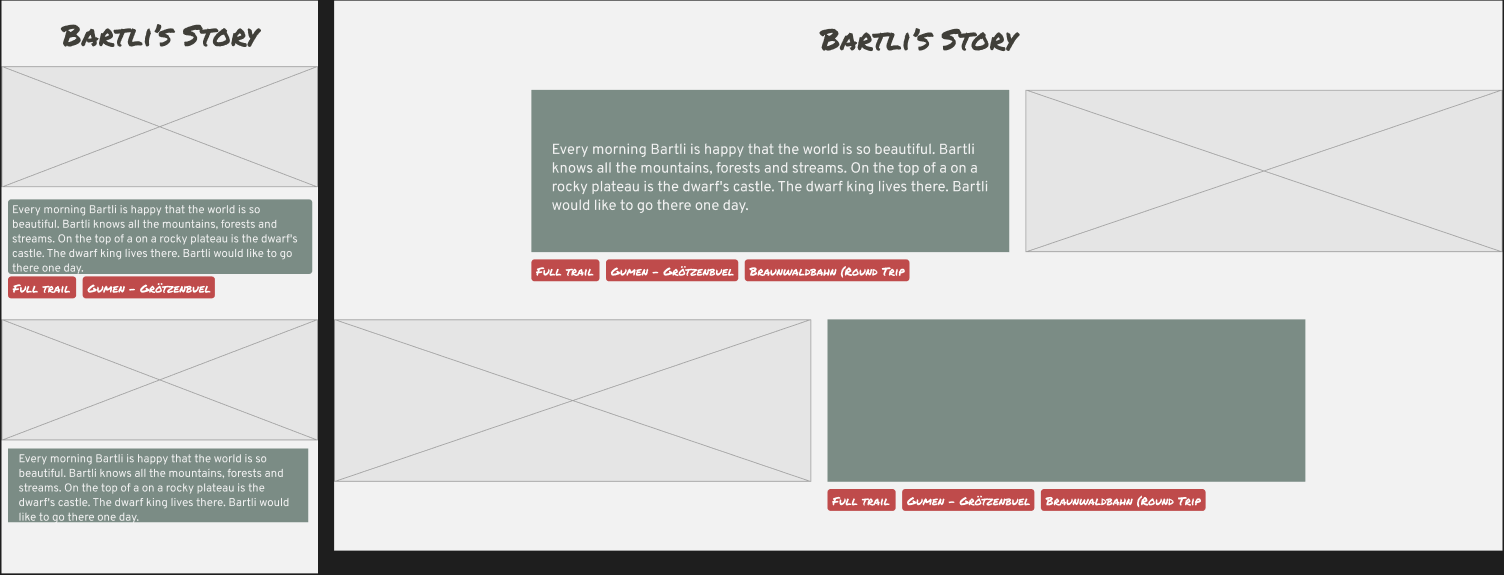 Bartli's Story
Every morning Bartli is happy that the world is so
beautiful. Bartli knows all the mountains, forests and
streams. On the top of a on a rocky plateau is the dwarf's
castle. The dwarf king lives there. Bartli would like to go
there one day.
Full trail
Gumen – Grötzenbuel
Every morning Bartli is happy that the world is so
beautiful. Bartli knows all the mountains, forests and
streams. On the top of a on a rocky plateau is the
dwarf's castle. The dwarf king lives there. Bartli would
like to go there one day.
Bartli's Story
Every morning Bartli is happy that the world is so beautiful. Bartli
knows all the mountains, forests and streams. On the top of a on a
rocky plateau is the dwarf's castle. The dwarf king lives there. Bartli
would like to go there one day.
Full trail
Gumen – Grötzenbuel
Braunwaldbahn (Round Trip
Full trail
Gumen – Grötzenbuel
Braunwaldbahn (Round Trip